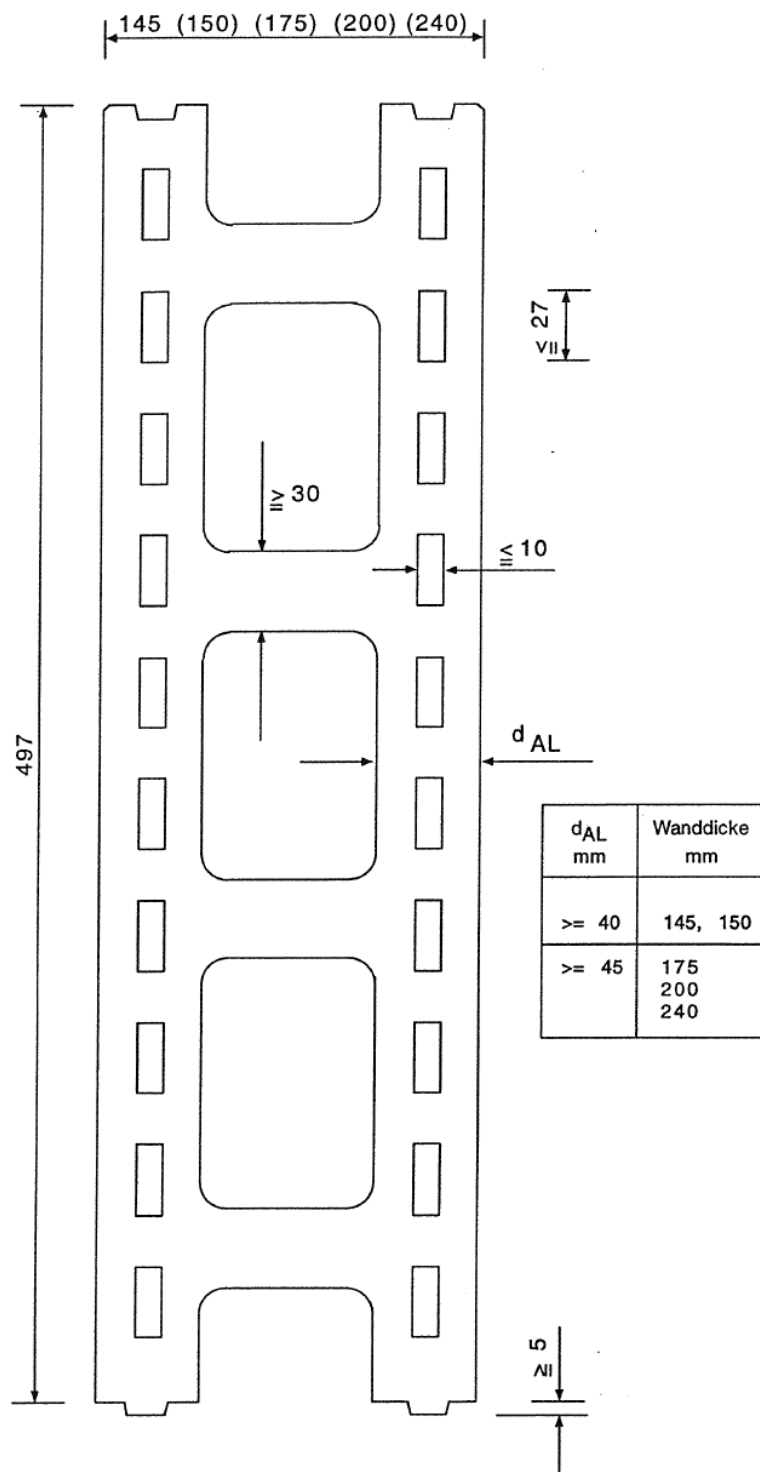 145 (150) (175) (200) (240)
≤ 27
≥ 30
≤ 10
497
d AL
dAL Wanddicke
mm mm
>= 40 145, 150
>= 45 175
200
240
≥ 5